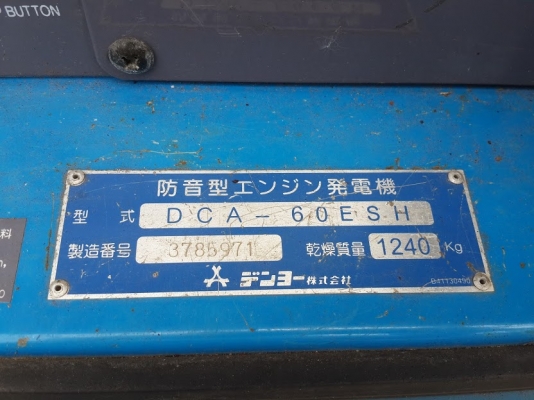 BUTTON
防音型エンジン発電機
型式 DCA-60ESH
製造番号 3785971 乾燥質量 1240 Kg
デンヨー株式会社
料